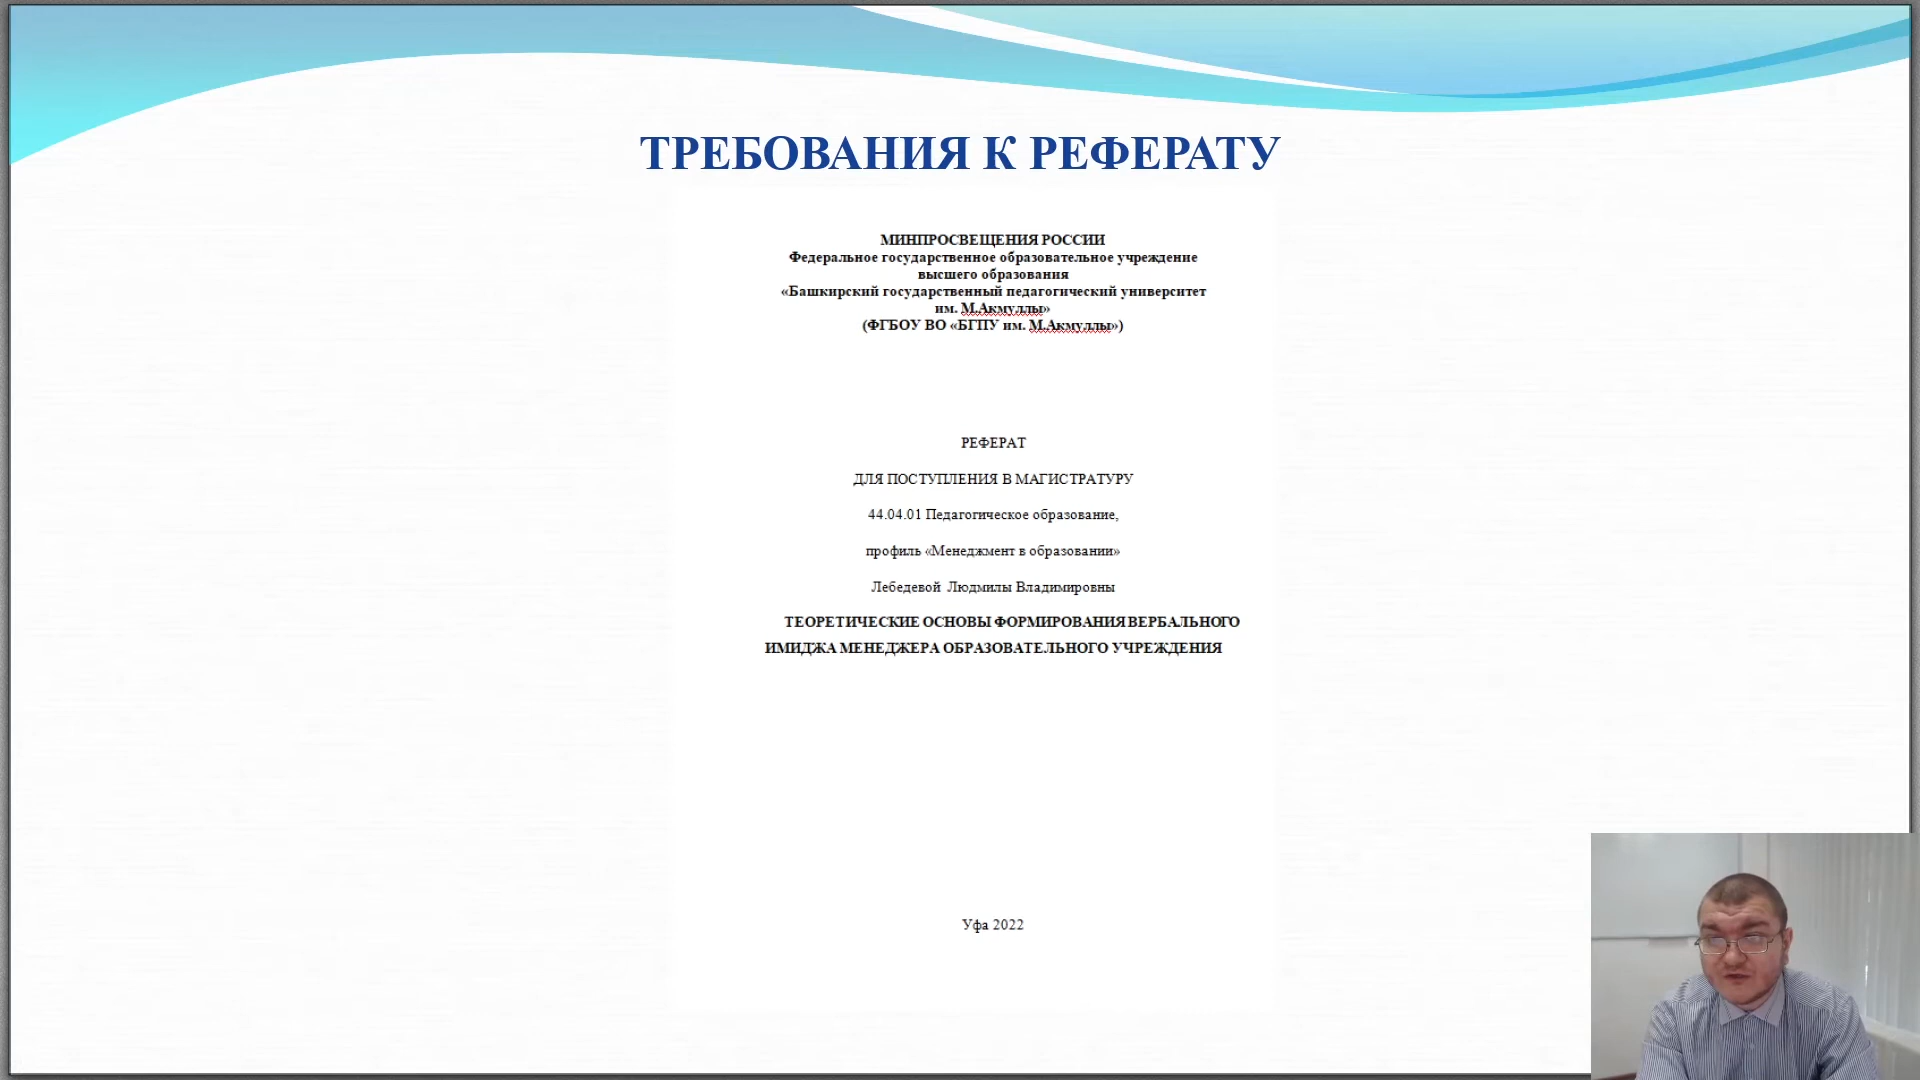 ТРЕБОВАНИЯ К РЕФЕРАТУ
МИНПРОСВЕЩЕНИЯ РОССИИ
Федеральное государственное образовательное учреждение
высшего образования
«Башкирский государственный педагогический университет
им. М.Акмуллы»
(ФГБОУ ВО «БГПУ им. М.Акмуллы»)
РЕФЕРАТ
ДЛЯ ПОСТУПЛЕНИЯ В МАГИСТРАТУРУ
44.04.01 Педагогическое образование,
профиль «Менеджмент в образовании»
Лебедевой Людмилы Владимировны
ТЕОРЕТИЧЕСКИЕ ОСНОВЫ ФОРМИРОВАНИЯ ВЕРБАЛЬНОГО
ИМИДЖА МЕНЕДЖЕРА ОБРАЗОВАТЕЛЬНОГО УЧРЕЖДЕНИЯ
Уфа 2022